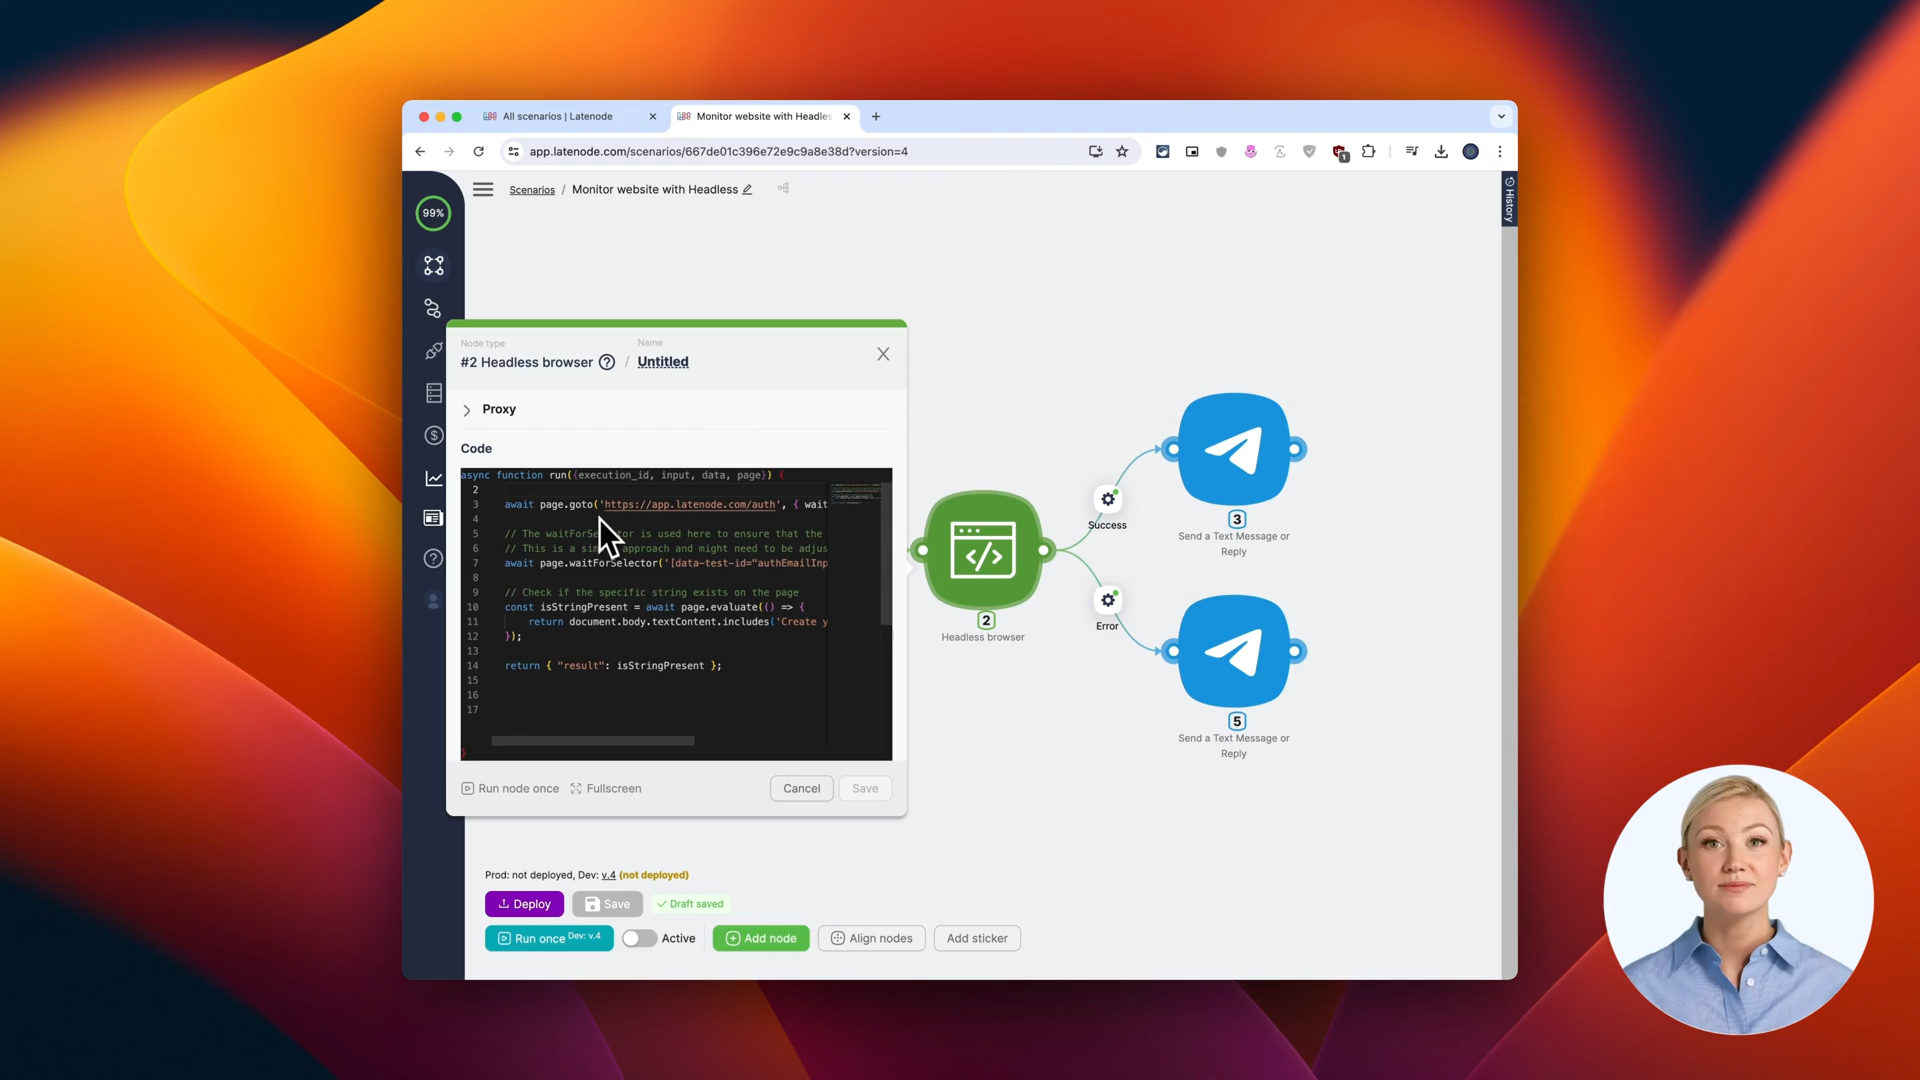 All scenarios | Latenode
Monitor website with Headles
app.latenode.com/scenarios/667de01c396e72e9c9a8e38d?version=4
1
99%
Scenarios / Monitor website with Headless
History
Node type
Name
#2 Headless browser ? / Untitled
Proxy
Code
async function run({execution_id, input, data, page}) {
2
3 await page.goto('https://app.latenode.com/auth', { wait
4
5 // The waitForSe tor is used here to ensure that the
6 // This is a si approach and might need to be adjus
7 await page.waitForSelector('[data-test-id="authEmailInp
8
9 // Check if the specific string exists on the page
10 const isStringPresent = await page.evaluate(() => {
11 return document.body.textContent.includes('Create y
12 });
13
14 return { "result": isStringPresent };
15
16
17
}
Run node once
Fullscreen
Cancel
Save
Success
Error
2
Headless browser
3
Send a Text Message or
Reply
5
Send a Text Message or
Reply
Prod: not deployed, Dev: v.4 (not deployed)
Deploy
Save
Draft saved
Run once Dev: v.4
Active
Add node
Align nodes
Add sticker